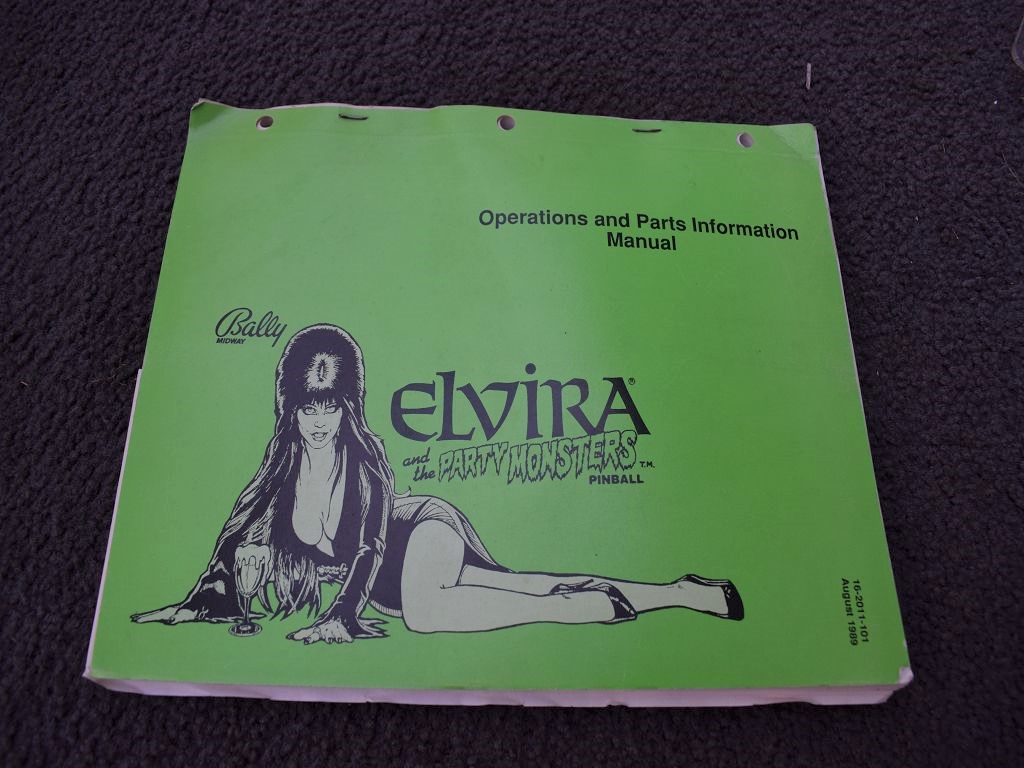 Operations and Parts Information
Manual
Bally
MIDWAY
ELVIRA®
and the PARTY MONSTERS T.M.
PINBALL
16-2011-101
August 1989